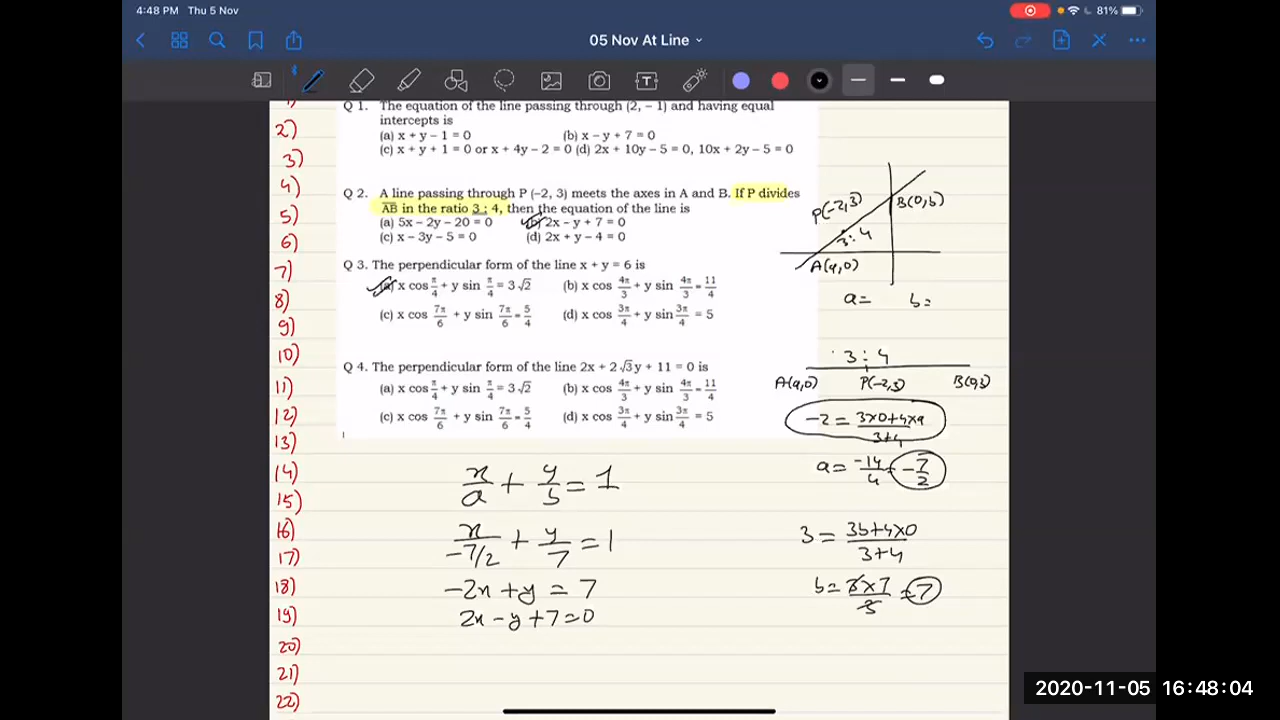 4:48 PM Thu 5 Nov
81%
05 Nov At Line
T
1)
2)
3)
4)
5)
6)
7)
8)
9)
10)
11)
12)
13)
14)
15)
16)
17)
18)
19)
20)
21)
22)
Q 1. The equation of the line passing through (2, – 1) and having equal
intercepts is
(a) x + y – 1 = 0 (b) x – y + 7 = 0
(c) x + y + 1 = 0 or x + 4y – 2 = 0 (d) 2x + 10y – 5 = 0, 10x + 2y – 5 = 0
Q 2. A line passing through P (–2, 3) meets the axes in A and B. If P divides
AB in the ratio 3 : 4, then the equation of the line is
(a) 5x – 2y – 20 = 0 (b) 2x – y + 7 = 0
(c) x – 3y – 5 = 0 (d) 2x + y – 4 = 0
Q 3. The perpendicular form of the line x + y = 6 is
(a) x cos π/4 + y sin π/4 = 3√2 (b) x cos 4π/3 + y sin 4π/3 = 11/4
(c) x cos 7π/6 + y sin 7π/6 = 5/4 (d) x cos 3π/4 + y sin 3π/4 = 5
Q 4. The perpendicular form of the line 2x + 2√3y + 11 = 0 is
(a) x cos π/4 + y sin π/4 = 3√2 (b) x cos 4π/3 + y sin 4π/3 = 11/4
(c) x cos 7π/6 + y sin 7π/6 = 5/4 (d) x cos 3π/4 + y sin 3π/4 = 5
x/a + y/b = 1
x/-7/2 + y/7 = 1
-2x + y = 7
2x - y + 7 = 0
P(-2,3)
B(0,b)
3:4
A(a,0)
a= b=
3 : 4
A(a,0) P(-2,3) B(0,b)
-2 = 3x0+4xa/3+4
a = -14/4 = -7/2
3 = 3b+4x0/3+4
b = 3x7/3 = 7
2020-11-05 16:48:04